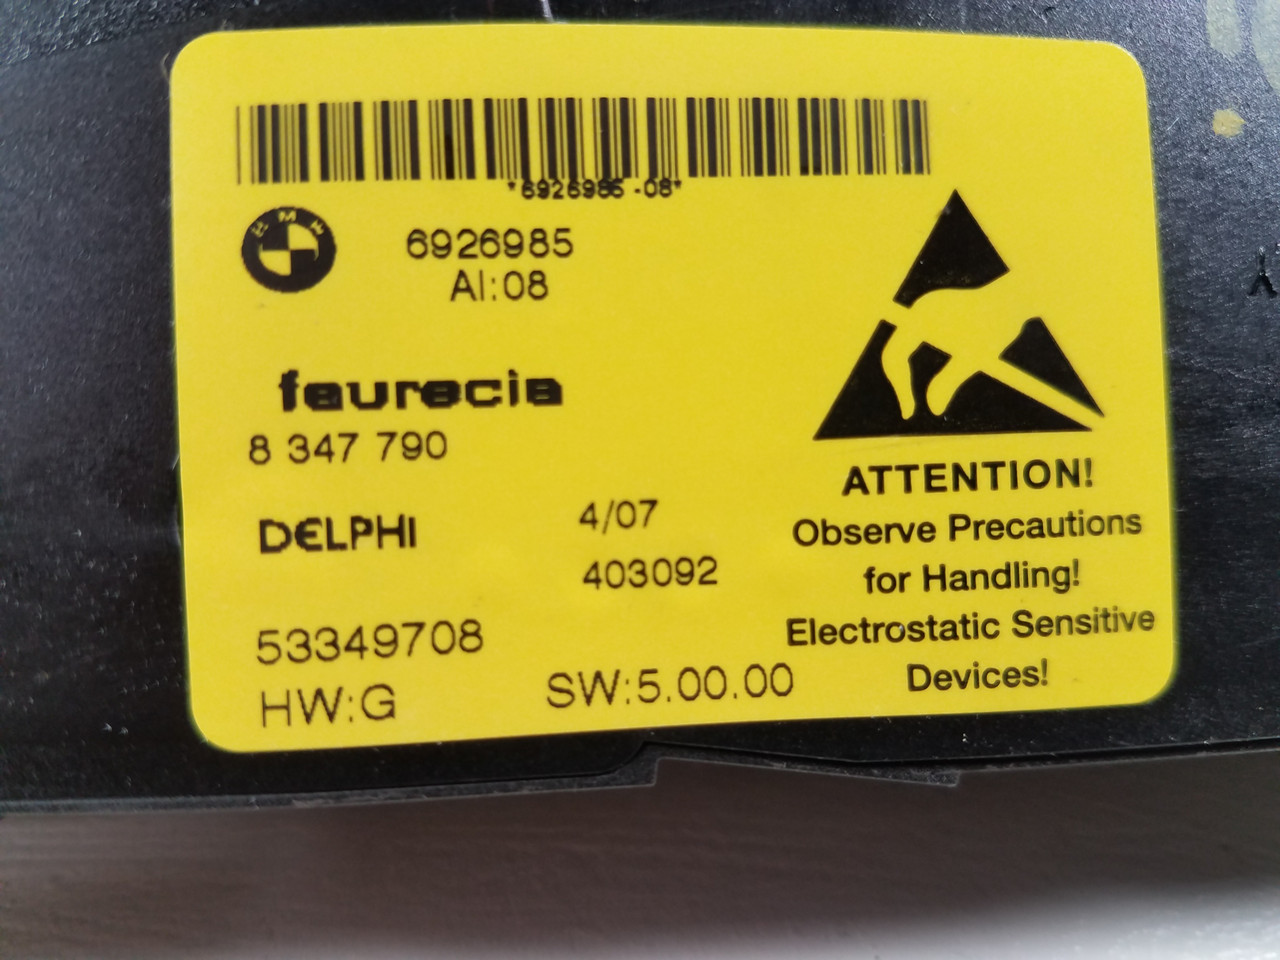 *6926985-08*
BMW
6926985
AI:08
faurecia
8 347 790
DELPHI
4/07
403092
53349708
HW:G
SW:5.00.00
ATTENTION!
Observe Precautions
for Handling!
Electrostatic Sensitive
Devices!